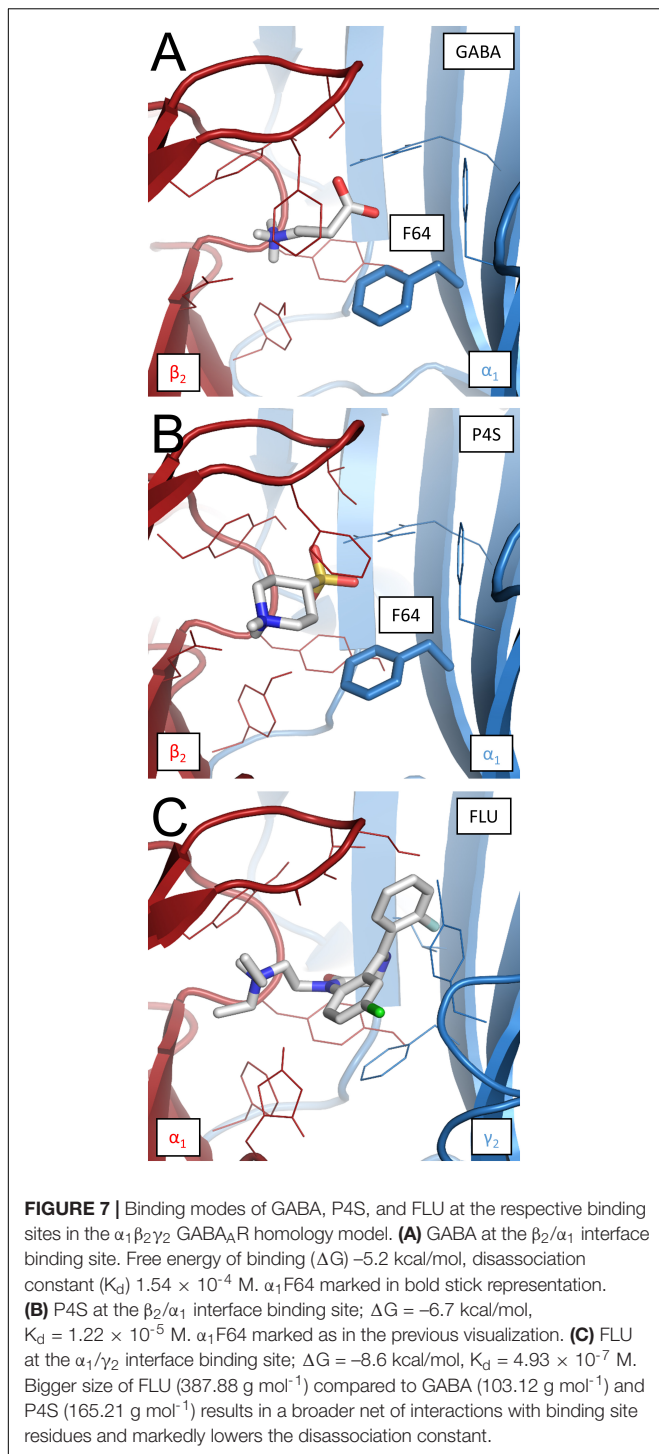 A
GABA
F64
β₂
α₁
B
P4S
F64
β₂
α₁
C
FLU
α₁
γ₂
FIGURE 7 | Binding modes of GABA, P4S, and FLU at the respective binding
sites in the α₁β₂γ₂ GABA_AR homology model. (A) GABA at the β₂/α₁ interface
binding site. Free energy of binding (ΔG) –5.2 kcal/mol, disassociation
constant (K_d) 1.54 × 10⁻⁴ M. α₁F64 marked in bold stick representation.
(B) P4S at the β₂/α₁ interface binding site; ΔG = –6.7 kcal/mol,
K_d = 1.22 × 10⁻⁵ M. α₁F64 marked as in the previous visualization. (C) FLU
at the α₁/γ₂ interface binding site; ΔG = –8.6 kcal/mol, K_d = 4.93 × 10⁻⁷ M.
Bigger size of FLU (387.88 g mol⁻¹) compared to GABA (103.12 g mol⁻¹) and
P4S (165.21 g mol⁻¹) results in a broader net of interactions with binding site
residues and markedly lowers the disassociation constant.